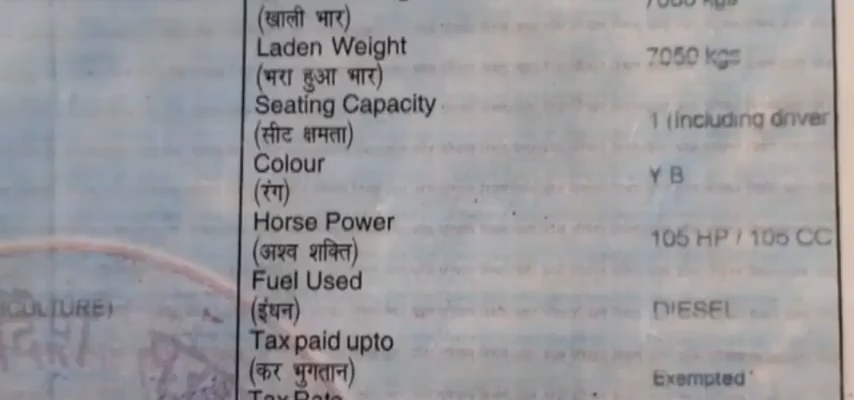 (खाली भार)
Laden Weight 7050 kgs
(भरा हुआ भार)
Seating Capacity 1 (including driver
(सीट क्षमता)
Colour Y B
(रंग)
Horse Power 105 HP / 105 CC
(अश्व शक्ति)
Fuel Used DIESEL
(इंधन)
ICULTURE)
Tax paid upto
(कर भुगतान) Exempted